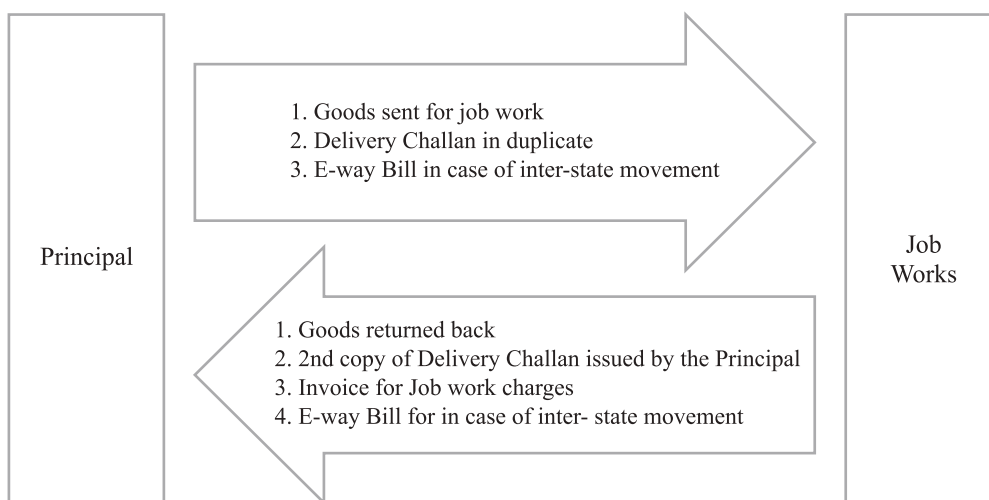 Principal
1. Goods sent for job work
2. Delivery Challan in duplicate
3. E-way Bill in case of inter-state movement
1. Goods returned back
2. 2nd copy of Delivery Challan issued by the Principal
3. Invoice for Job work charges
4. E-way Bill for in case of inter- state movement
Job
Works